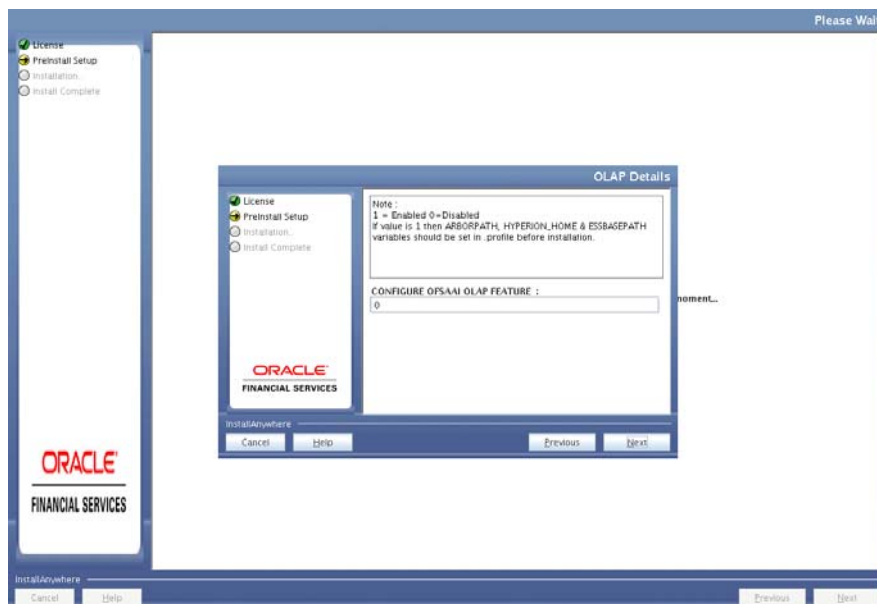 Please Wai
License
PreInstall Setup
Installation..
Install Complete
OLAP Details
License
PreInstall Setup
Installation..
Install Complete
Note :
1 = Enabled 0=Disabled
If value is 1 then ARBORPATH, HYPERION_HOME & ESSBASEPATH
variables should be set in .profile before installation.
CONFIGURE OFSAAI OLAP FEATURE :
0
moment...
ORACLE
FINANCIAL SERVICES
InstallAnywhere
Cancel
Help
Previous
Next
ORACLE
FINANCIAL SERVICES
InstallAnywhere
Cancel
Help
Previous
Next